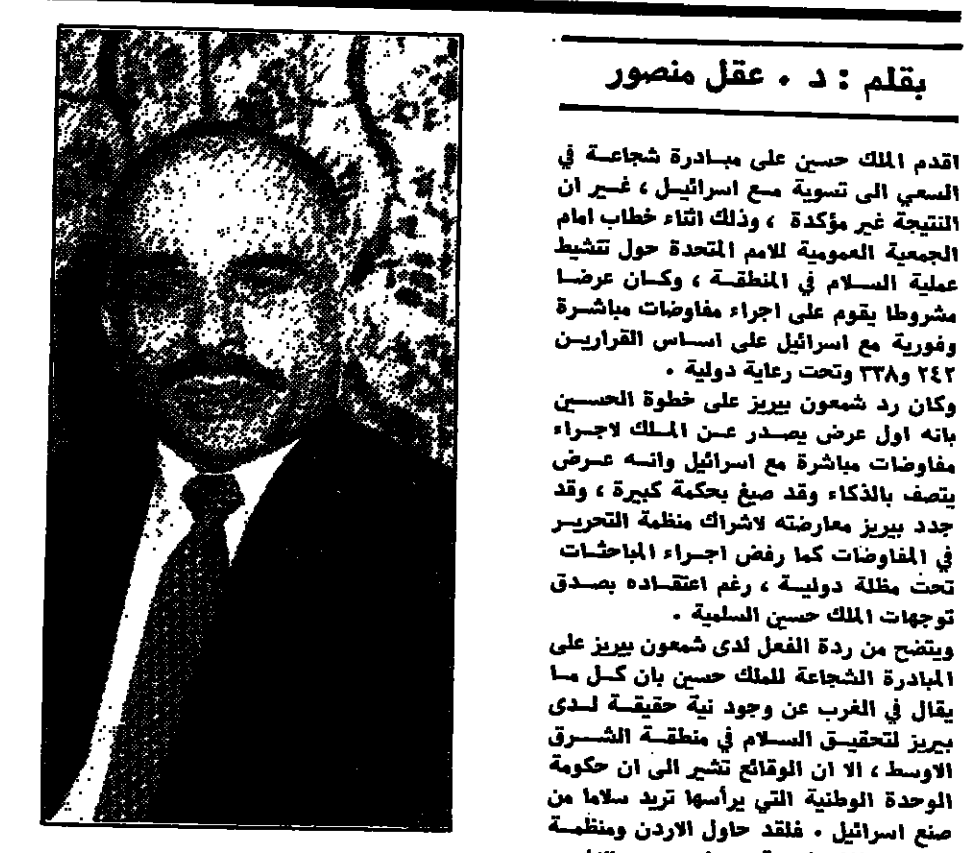 بقلم : د . عقل منصور
اقدم الملك حسين على مبادرة شجاعة في
السعي الى تسوية مع اسرائيل ، غير ان
النتيجة غير مؤكدة ، وذلك اثناء خطاب امام
الجمعية العمومية للامم المتحدة حول تنشيط
عملية السلام في المنطقة ، وكان عرضا
مشروطا يقوم على اجراء مفاوضات مباشرة
وفورية مع اسرائيل على اساس القرارين
٢٤٢ و٣٣٨ وتحت رعاية دولية .
وكان رد شمعون بيريز على خطوة الحسين
بانه اول عرض يصدر عن الملك لاجراء
مفاوضات مباشرة مع اسرائيل وانه عرض
يتصف بالذكاء وقد صيغ بحكمة كبيرة ، وقد
جدد بيريز معارضته لاشراك منظمة التحرير
في المفاوضات كما رفض اجراء المباحثات
تحت مظلة دولية ، رغم اعتقاده بصدق
توجهات الملك حسين السلمية .
ويتضح من ردة الفعل لدى شمعون بيريز على
المبادرة الشجاعة للملك حسين بان كل ما
يقال في الغرب عن وجود نية حقيقة لدى
بيريز لتحقيق السلام في منطقة الشرق
الاوسط ، الا ان الوقائع تشير الى ان حكومة
الوحدة الوطنية التي يرأسها تريد سلاما من
صنع اسرائيل . فلقد حاول الاردن ومنظمة